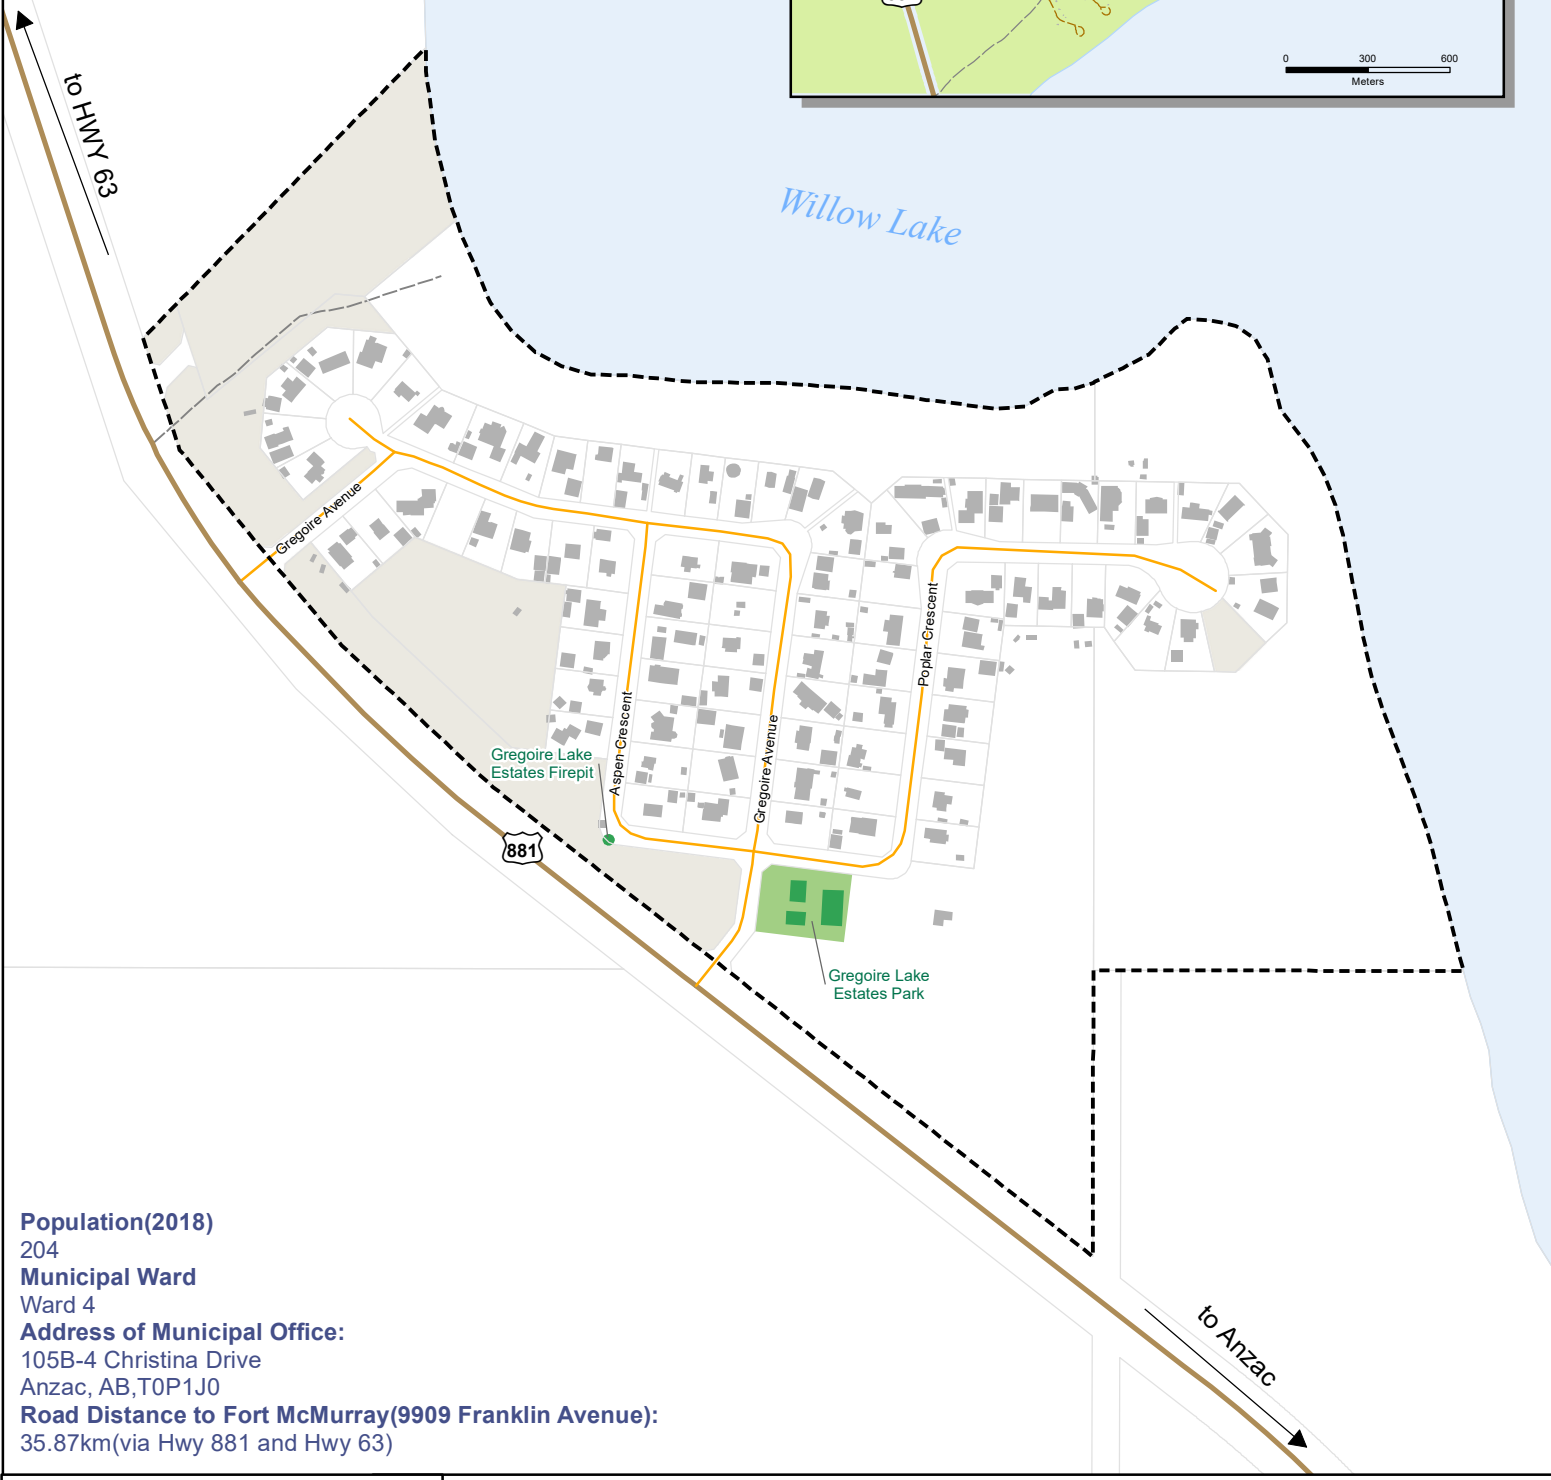 0 300 600
Meters
to HWY 63
Willow Lake
Gregoire Avenue
Poplar Crescent
Aspen Crescent
Gregoire Avenue
Gregoire Lake
Estates Firepit
881
Gregoire Lake
Estates Park
to Anzac
Population(2018)
204
Municipal Ward
Ward 4
Address of Municipal Office:
105B-4 Christina Drive
Anzac, AB,T0P1J0
Road Distance to Fort McMurray(9909 Franklin Avenue):
35.87km(via Hwy 881 and Hwy 63)